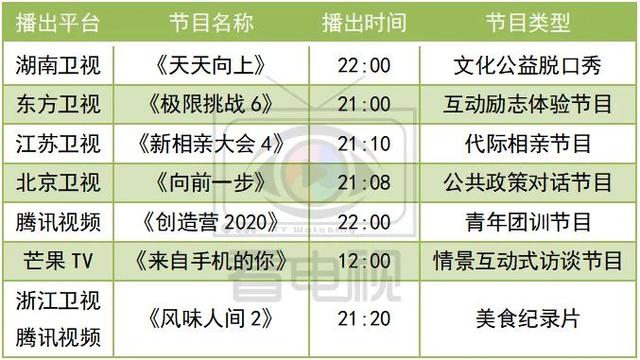 播出平台 节目名称 播出时间 节目类型
湖南卫视 《天天向上》 22:00 文化公益脱口秀
东方卫视 《极限挑战6》 21:00 互动励志体验节目
江苏卫视 《新相亲大会4》 21:10 代际相亲节目
北京卫视 《向前一步》 21:08 公共政策对话节目
腾讯视频 《创造营2020》 22:00 青年团训节目
芒果TV 《来自手机的你》 12:00 情景互动式访谈节目
浙江卫视
腾讯视频 《风味人间2》 21:20 美食纪录片
看电视